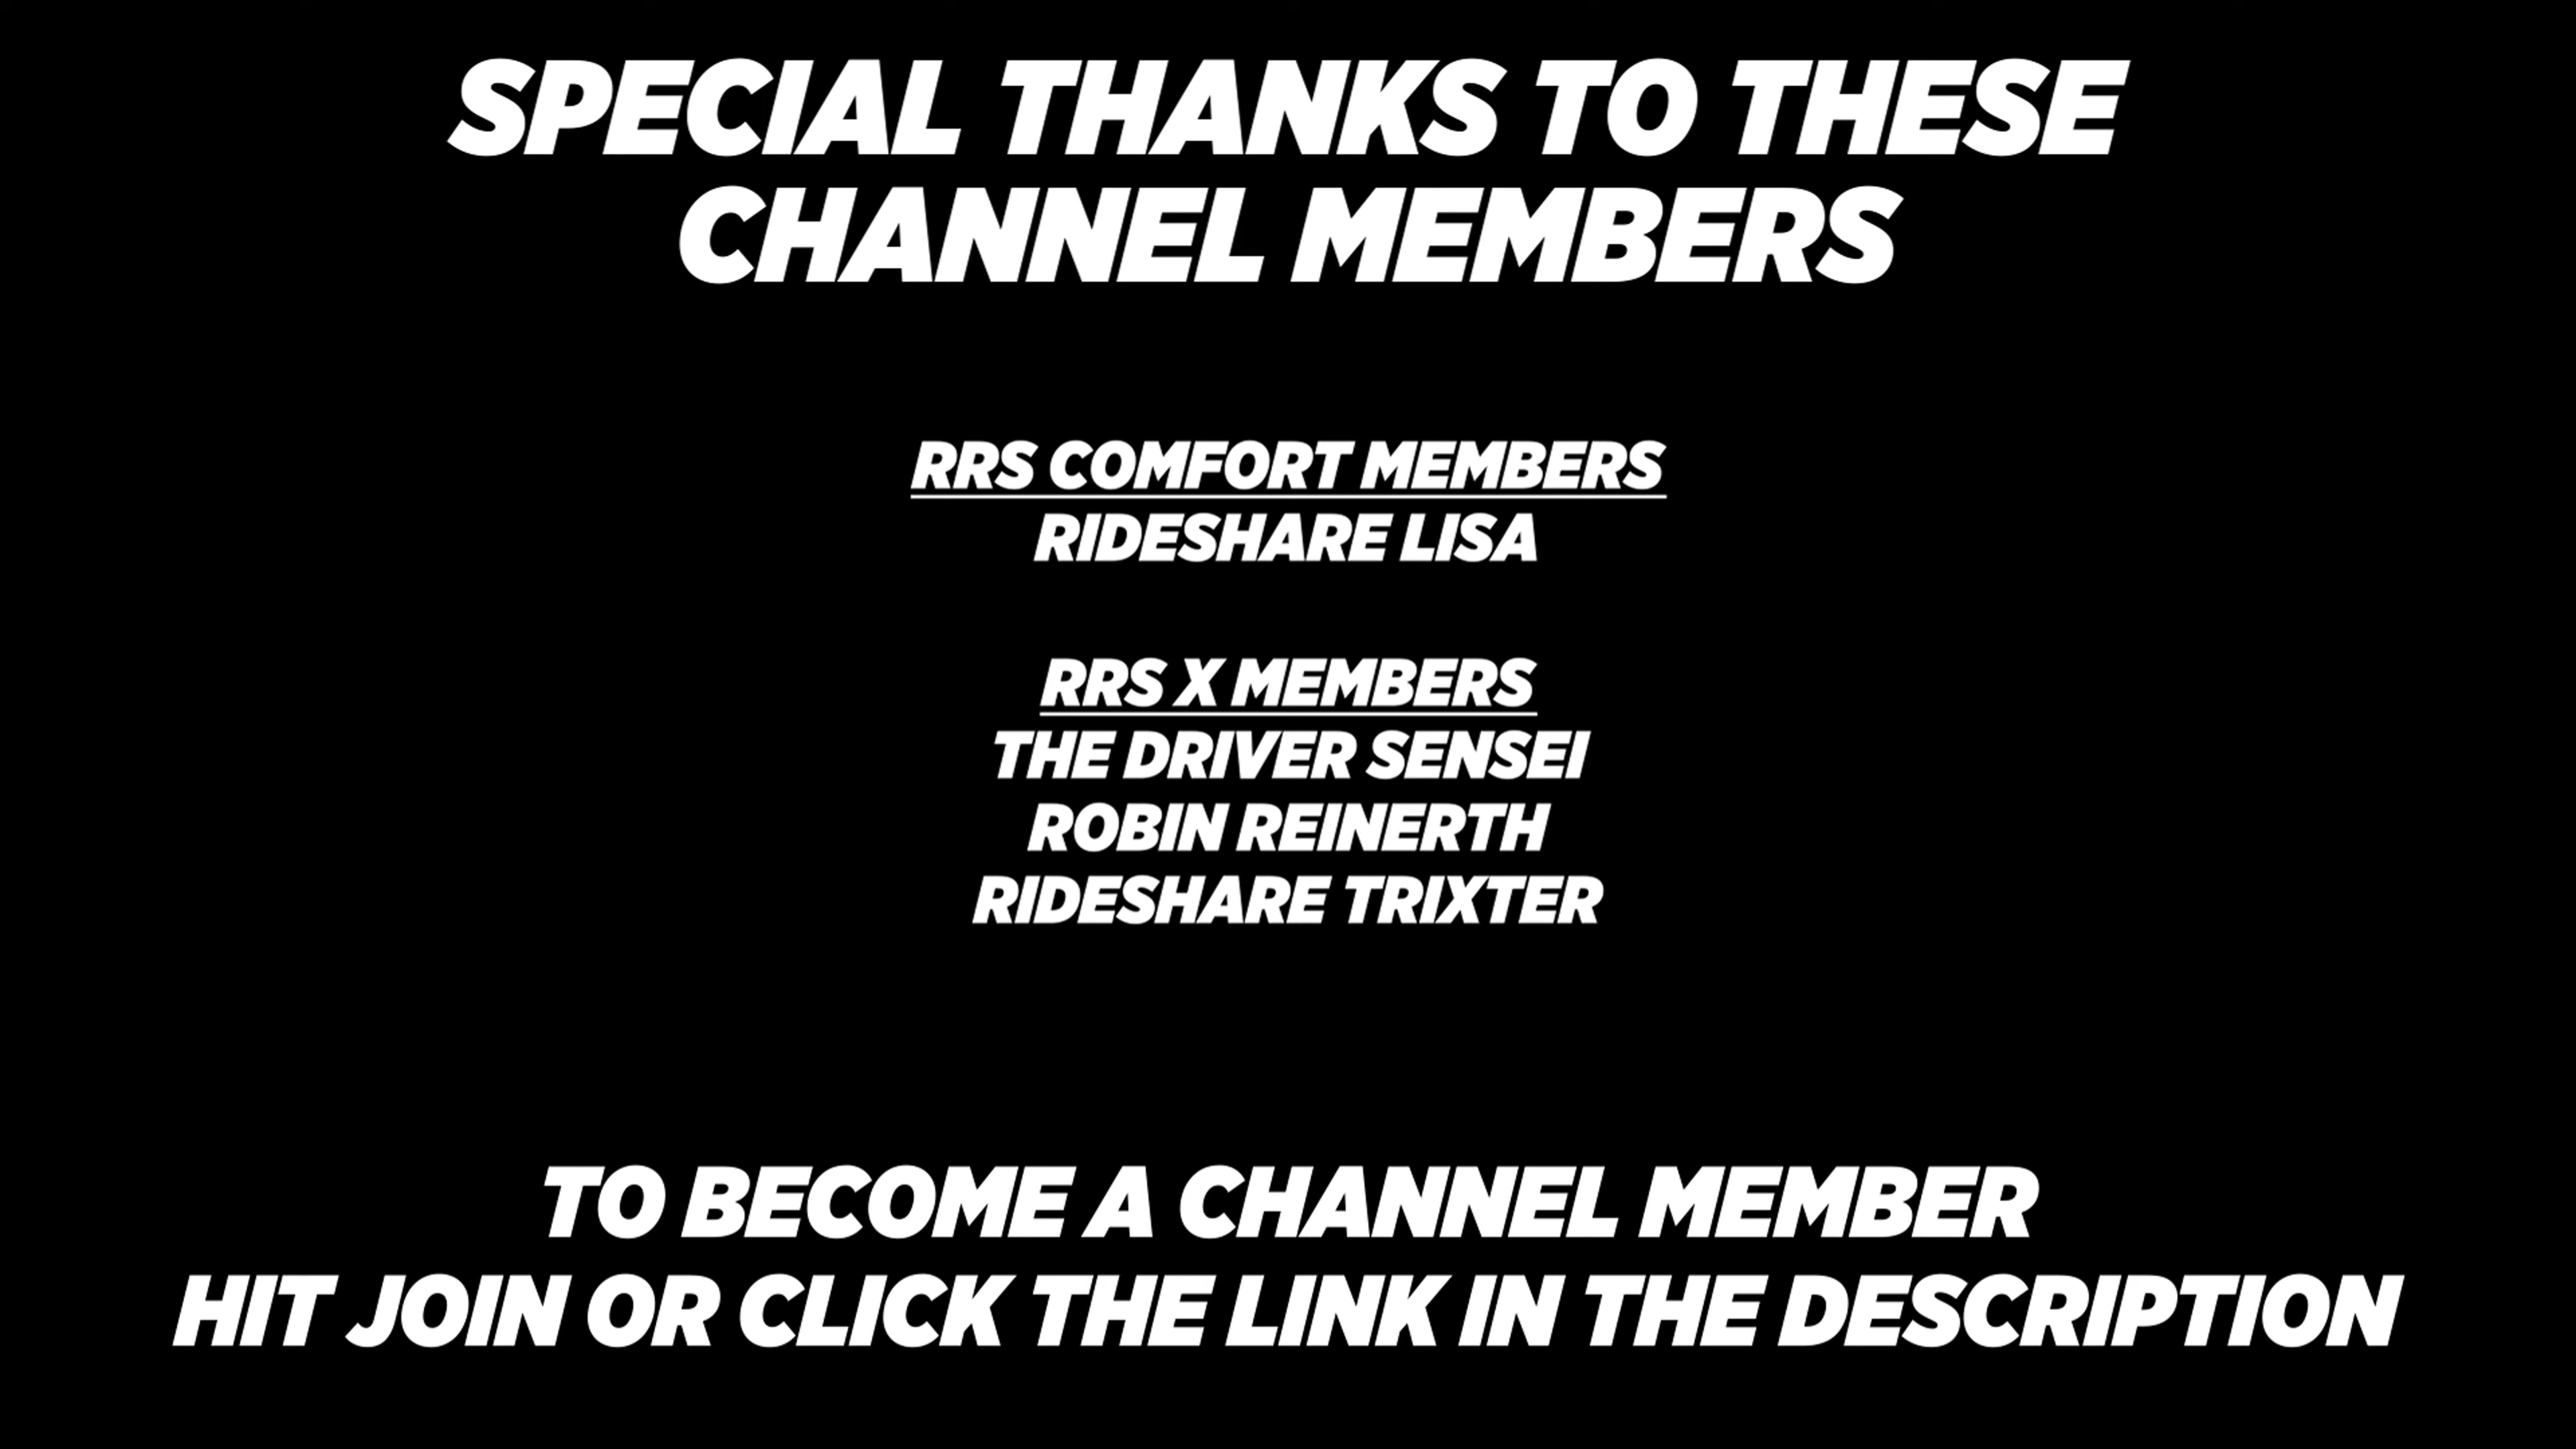 SPECIAL THANKS TO THESE
CHANNEL MEMBERS
RRS COMFORT MEMBERS
RIDESHARE LISA
RRS X MEMBERS
THE DRIVER SENSEI
ROBIN REINERTH
RIDESHARE TRIXTER
TO BECOME A CHANNEL MEMBER
HIT JOIN OR CLICK THE LINK IN THE DESCRIPTION